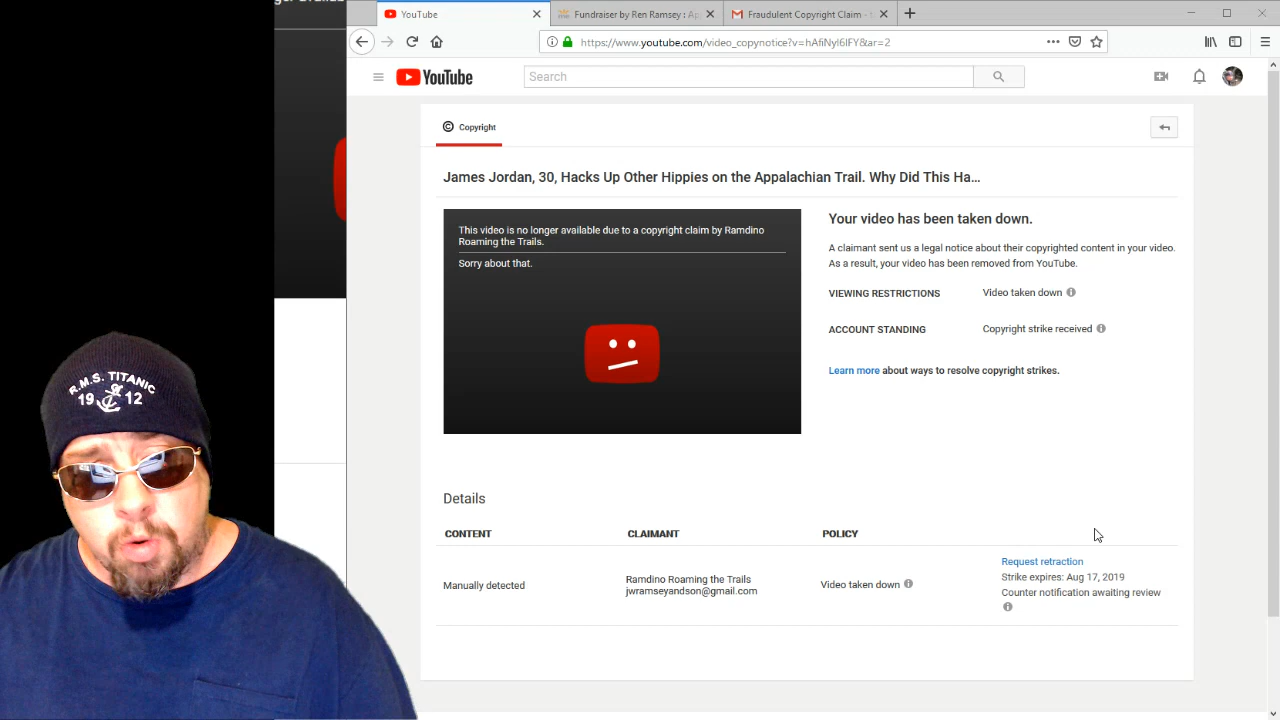 YouTube
Fundraiser by Ren Ramsey : Ap
Fraudulent Copyright Claim -
https://www.youtube.com/video_copynotice?v=hAfiNyl6lFY&ar=2
YouTube
Search
Copyright
James Jordan, 30, Hacks Up Other Hippies on the Appalachian Trail. Why Did This Ha...
This video is no longer available due to a copyright claim by Ramdino
Roaming the Trails.
Sorry about that.
Your video has been taken down.
A claimant sent us a legal notice about their copyrighted content in your video.
As a result, your video has been removed from YouTube.
VIEWING RESTRICTIONS Video taken down
ACCOUNT STANDING Copyright strike received
Learn more about ways to resolve copyright strikes.
R.M.S. TITANIC
19 12
Details
CONTENT CLAIMANT POLICY
Manually detected
Ramdino Roaming the Trails
jwramseyandson@gmail.com
Video taken down
Request retraction
Strike expires: Aug 17, 2019
Counter notification awaiting review